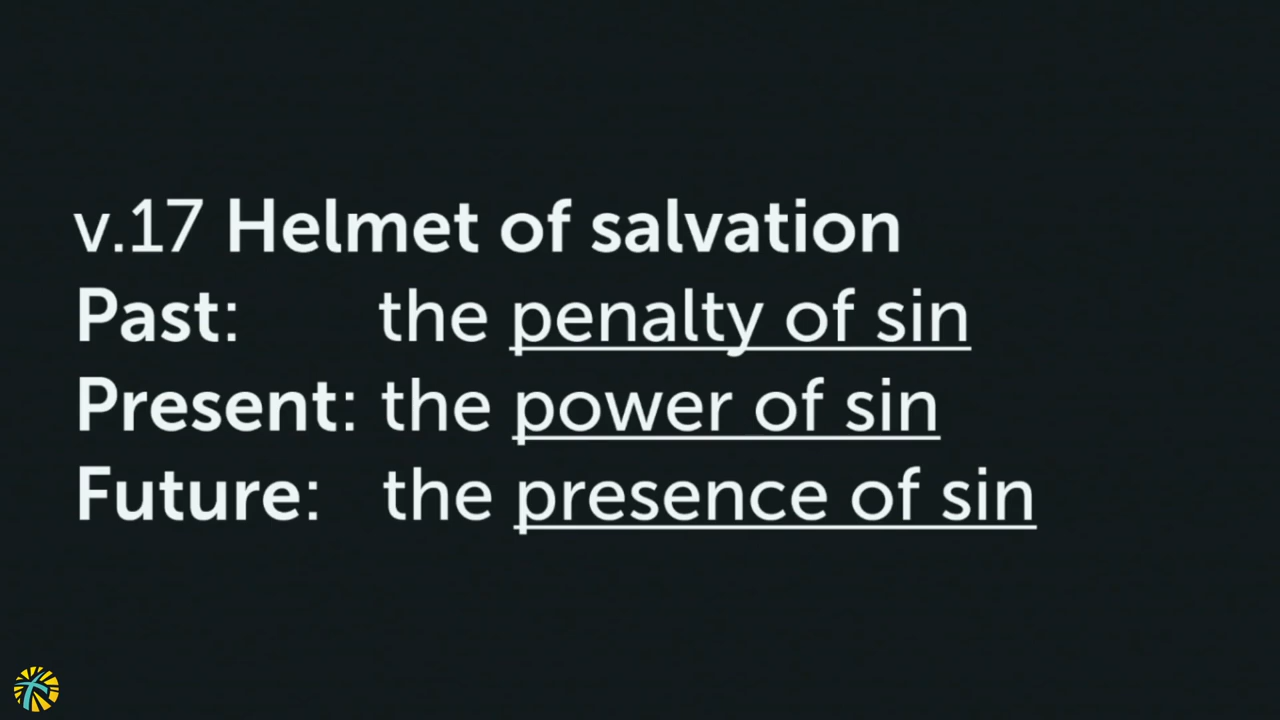 v.17 Helmet of salvation
Past: the penalty of sin
Present: the power of sin
Future: the presence of sin